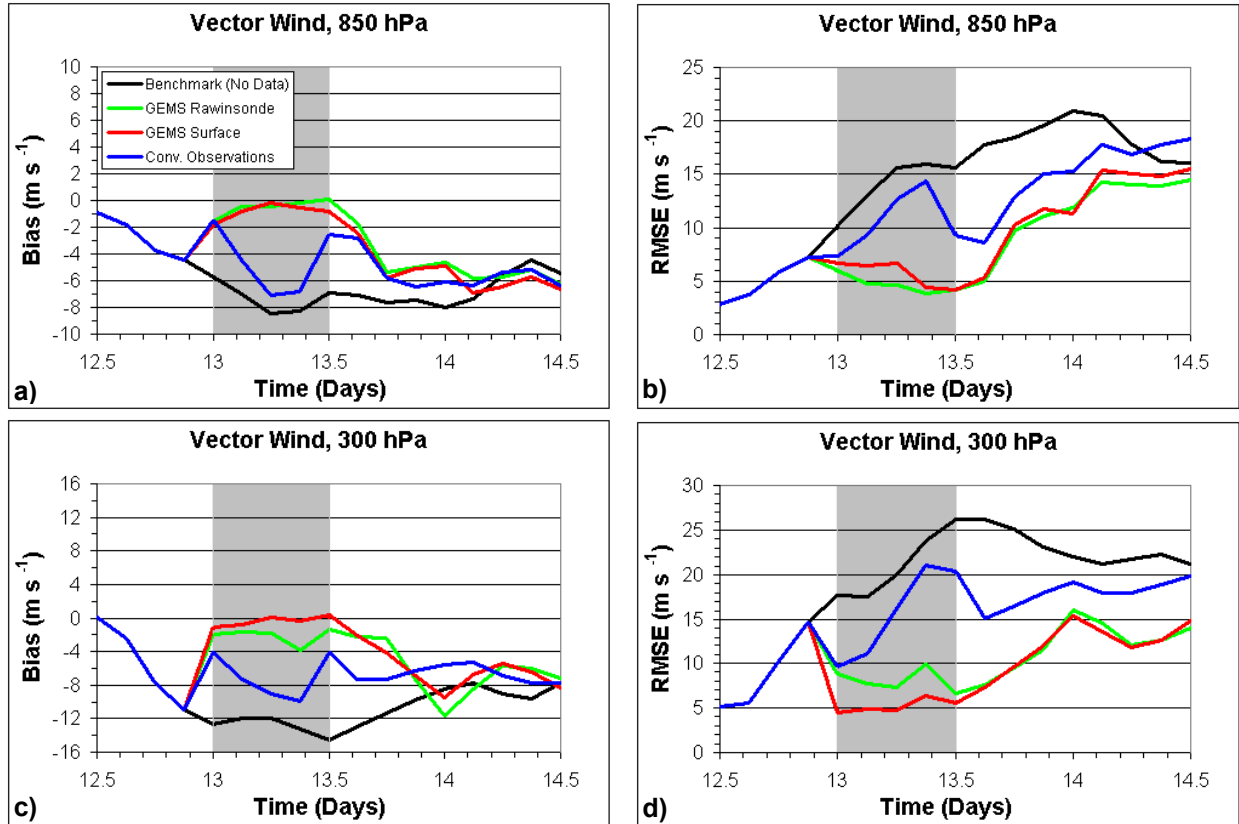 Vector Wind, 850 hPa
Bias (m s -1)
10
8
6
4
2
0
-2
-4
-6
-8
-10
Benchmark (No Data)
GEMS Rawinsonde
GEMS Surface
Conv. Observations
12.5 13 13.5 14 14.5
Time (Days)
a)
Vector Wind, 850 hPa
RMSE (m s -1)
25
20
15
10
5
0
12.5 13 13.5 14 14.5
Time (Days)
b)
Vector Wind, 300 hPa
Bias (m s -1)
16
12
8
4
0
-4
-8
-12
-16
12.5 13 13.5 14 14.5
Time (Days)
c)
Vector Wind, 300 hPa
RMSE (m s -1)
30
25
20
15
10
5
0
12.5 13 13.5 14 14.5
Time (Days)
d)